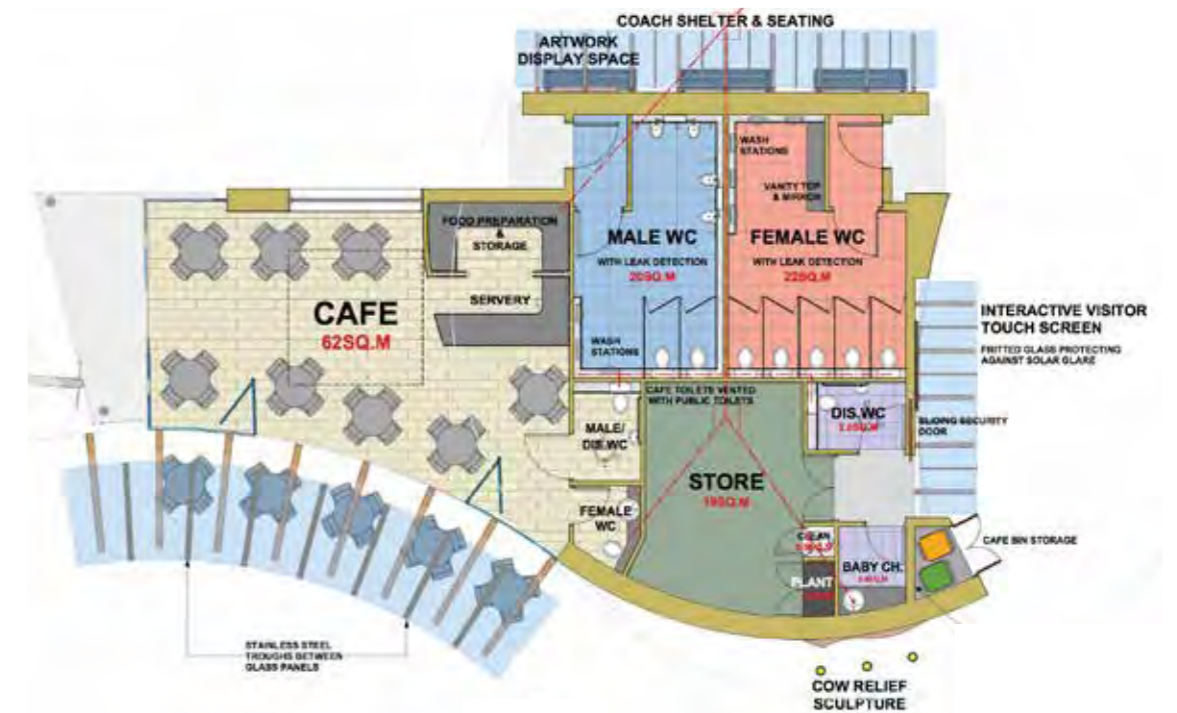 COACH SHELTER & SEATING
ARTWORK
DISPLAY SPACE
WASH
STATIONS
VANITY TOP
& MIRROR
FOOD PREPARATION
&
STORAGE
MALE WC
WITH LEAK DETECTION
20SQ.M
FEMALE WC
WITH LEAK DETECTION
22SQ.M
SERVERY
CAFE
62SQ.M
INTERACTIVE VISITOR
TOUCH SCREEN
FRITTED GLASS PROTECTING
AGAINST SOLAR GLARE
WASH
STATIONS
CAFE TOILETS VENTED
WITH PUBLIC TOILETS
DIS.WC
SLIDING SECURITY
DOOR
MALE/
DIS.WC
STORE
19SQ.M
FEMALE
WC
CLEAN
CAFE BIN STORAGE
BABY CH.
PLANT
STAINLESS STEEL
TROUGHS BETWEEN
GLASS PANELS
COW RELIEF
SCULPTURE